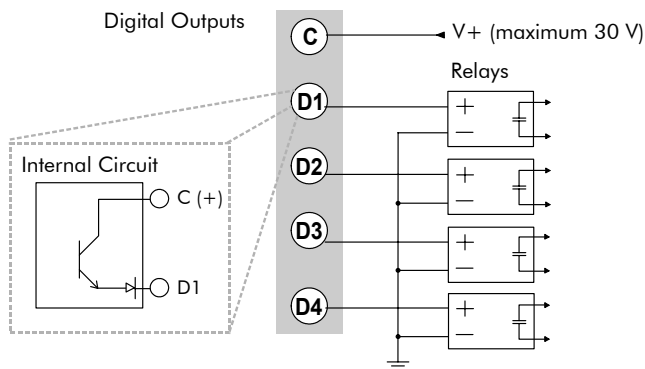 Digital Outputs
C
V+ (maximum 30 V)
Relays
D1
+
−
Internal Circuit
C (+)
D1
D2
+
−
D3
+
−
D4
+
−